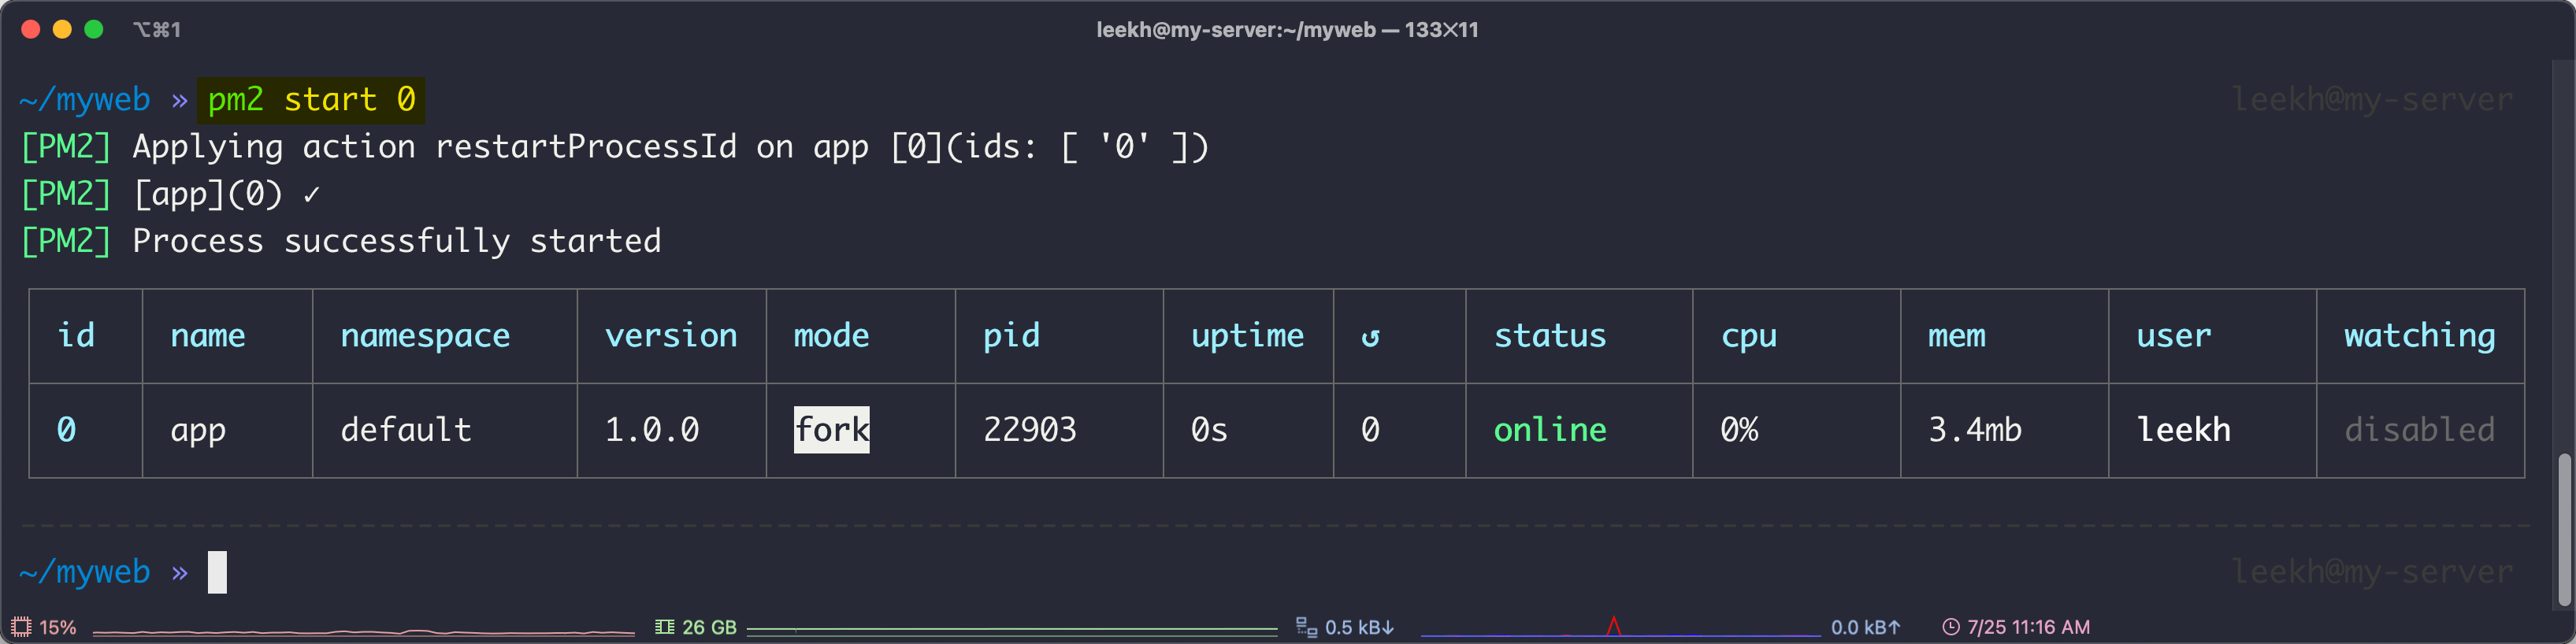 ⌥⌘1 leekh@my-server:~/myweb — 133×11
~/myweb » pm2 start 0 leekh@my-server
[PM2] Applying action restartProcessId on app [0](ids: [ '0' ])
[PM2] [app](0) ✓
[PM2] Process successfully started
id name namespace version mode pid uptime ↺ status cpu mem user watching
0 app default 1.0.0 fork 22903 0s 0 online 0% 3.4mb leekh disabled
~/myweb » leekh@my-server
15% 26 GB 0.5 kB↓ 0.0 kB↑ 7/25 11:16 AM